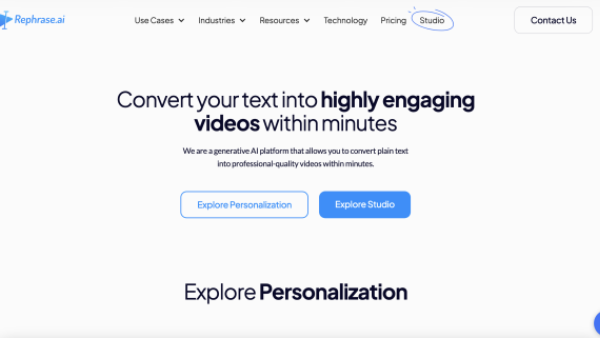 Rephrase.ai
Use Cases Industries Resources Technology Pricing Studio Contact Us
Convert your text into highly engaging
videos within minutes
We are a generative AI platform that allows you to convert plain text
into professional-quality videos within minutes.
Explore Personalization Explore Studio
Explore Personalization